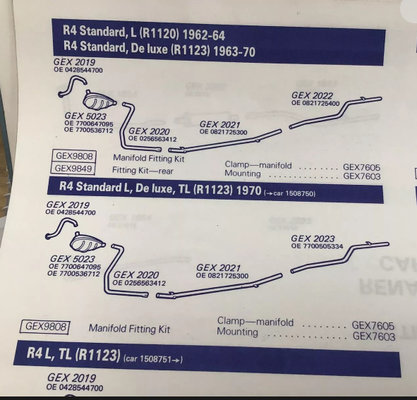 R4 Standard, L (R1120) 1962-64
R4 Standard, De luxe (R1123) 1963-70
GEX 2019
OE 0428544700
GEX 5023
OE 7700647095
OE 7700536712
GEX 2020
OE 0256563412
GEX 2021
OE 0821725300
GEX 2022
OE 0821725400
GEX9808 Manifold Fitting Kit
GEX9849 Fitting Kit—rear
Clamp—manifold GEX7605
Mounting GEX7603
R4 Standard L, De luxe, TL (R1123) 1970 (→car 1508750)
GEX 2019
OE 0428544700
GEX 5023
OE 7700647095
OE 7700536712
GEX 2020
OE 0256563412
GEX 2021
OE 0821725300
GEX 2023
OE 7700505334
GEX9808 Manifold Fitting Kit
Clamp—manifold GEX7605
Mounting GEX7603
R4 L, TL (R1123) (car 1508751→)
GEX 2019
OE 0428544700